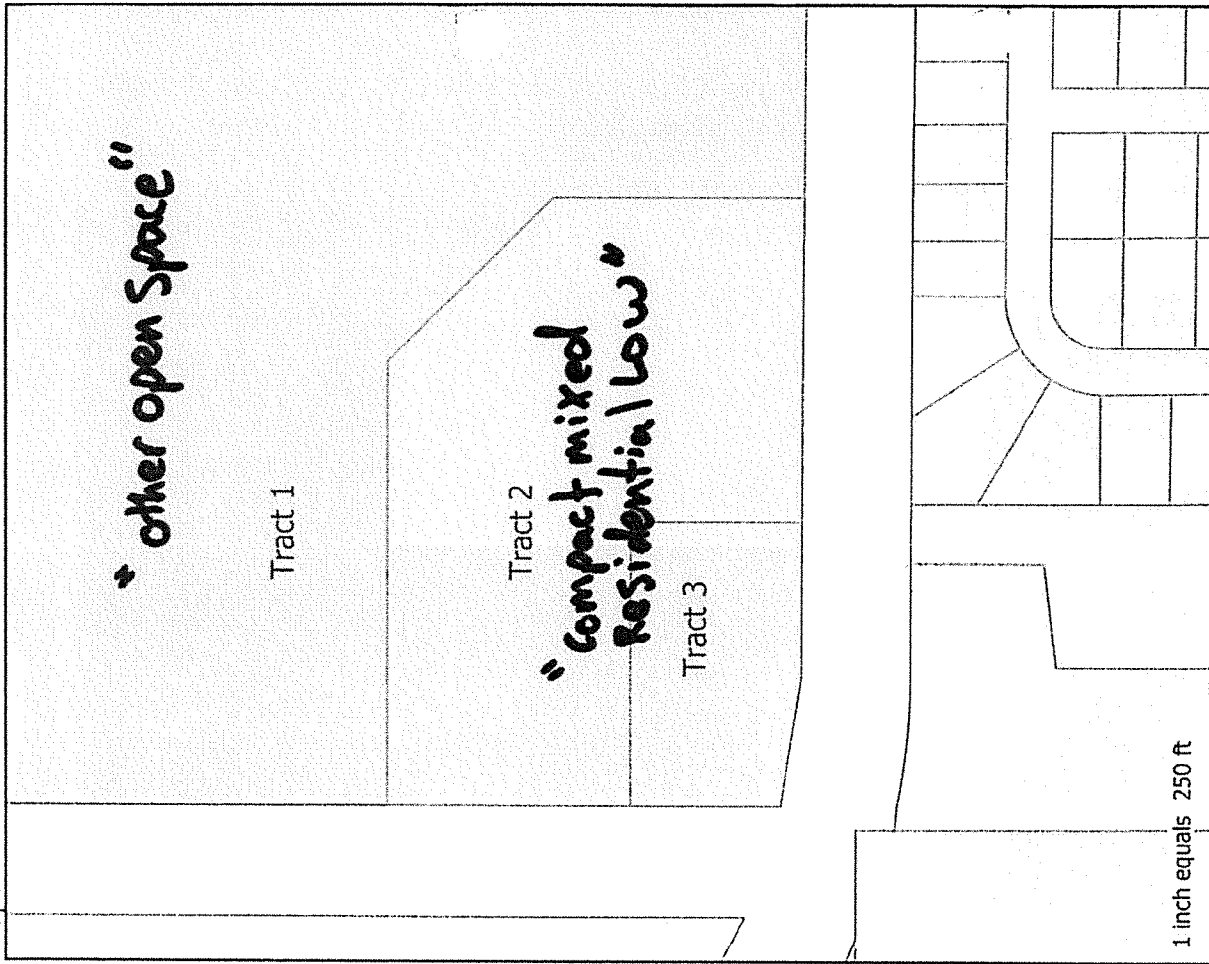 " other open Space"
Tract 1
Tract 2
" Compact mixed
Residential Low"
Tract 3
1 inch equals 250 ft